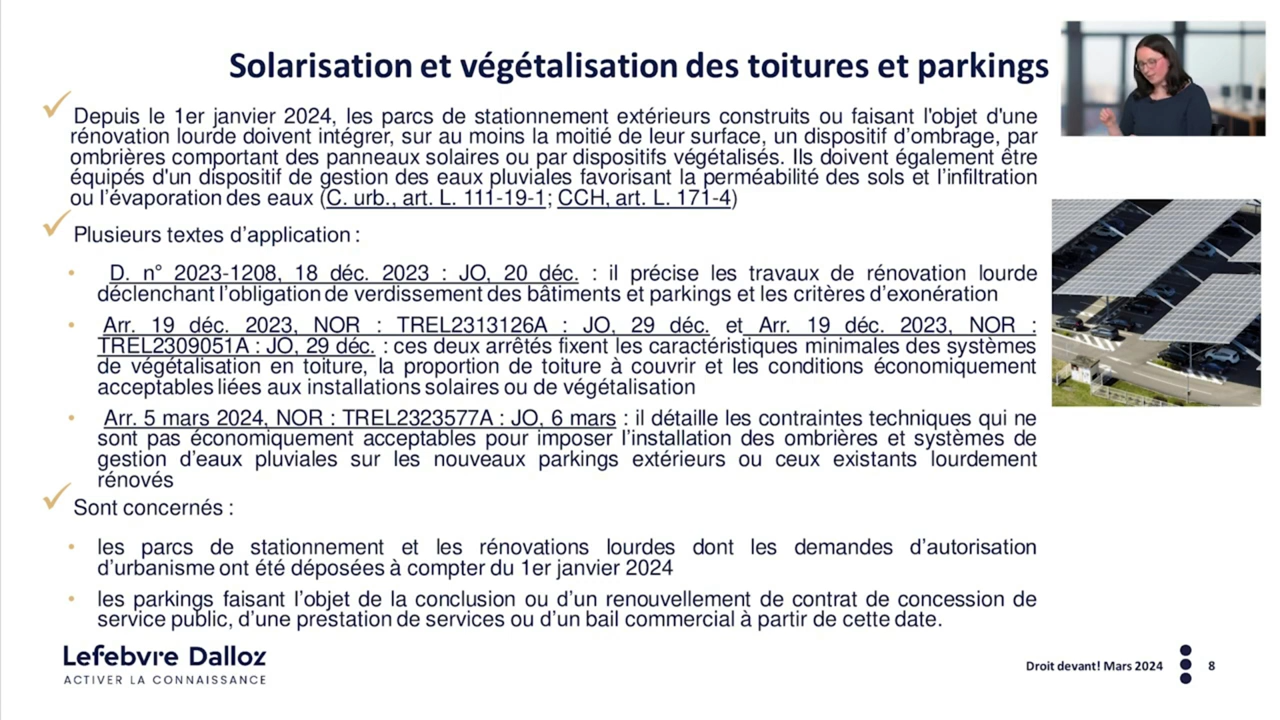 Solarisation et végétalisation des toitures et parkings
Depuis le 1er janvier 2024, les parcs de stationnement extérieurs construits ou faisant l'objet d'une
rénovation lourde doivent intégrer, sur au moins la moitié de leur surface, un dispositif d’ombrage, par
ombrières comportant des panneaux solaires ou par dispositifs végétalisés. Ils doivent également être
équipés d'un dispositif de gestion des eaux pluviales favorisant la perméabilité des sols et l’infiltration
ou l’évaporation des eaux (C. urb., art. L. 111-19-1; CCH, art. L. 171-4)
Plusieurs textes d’application :
• D. n° 2023-1208, 18 déc. 2023 : JO, 20 déc. : il précise les travaux de rénovation lourde
déclenchant l’obligation de verdissement des bâtiments et parkings et les critères d’exonération
• Arr. 19 déc. 2023, NOR : TREL2313126A : JO, 29 déc. et Arr. 19 déc. 2023, NOR :
TREL2309051A : JO, 29 déc. : ces deux arrêtés fixent les caractéristiques minimales des systèmes
de végétalisation en toiture, la proportion de toiture à couvrir et les conditions économiquement
acceptables liées aux installations solaires ou de végétalisation
• Arr. 5 mars 2024, NOR : TREL2323577A : JO, 6 mars : il détaille les contraintes techniques qui ne
sont pas économiquement acceptables pour imposer l’installation des ombrières et systèmes de
gestion d’eaux pluviales sur les nouveaux parkings extérieurs ou ceux existants lourdement
rénovés
Sont concernés :
• les parcs de stationnement et les rénovations lourdes dont les demandes d’autorisation
d’urbanisme ont été déposées à compter du 1er janvier 2024
• les parkings faisant l’objet de la conclusion ou d’un renouvellement de contrat de concession de
service public, d’une prestation de services ou d’un bail commercial à partir de cette date.
Lefebvre Dalloz
ACTIVER LA CONNAISSANCE
Droit devant! Mars 2024
8